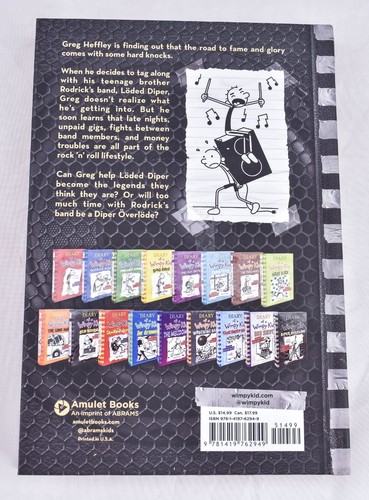 Greg Heffley is finding out that the road to fame and glory
comes with some hard knocks.
When he decides to tag along
with his teenage brother
Rodrick's band, Löded Diper,
Greg doesn't realize what
he's getting into. But he
soon learns that late nights,
unpaid gigs, fights between
band members, and money
troubles are all part of the
rock 'n' roll lifestyle.
Can Greg help Löded Diper
become the legends they
think they are? Or will too
much time with Rodrick's
band be a Diper Överlöde?
Amulet Books
An Imprint of ABRAMS
amuletbooks.com
@abramskids
Printed in U.S.A.
wimpykid.com
@wimpykid
U.S. $14.99 Can. $17.99
ISBN 978-1-4197-6294-9
51499
9 781419 762949